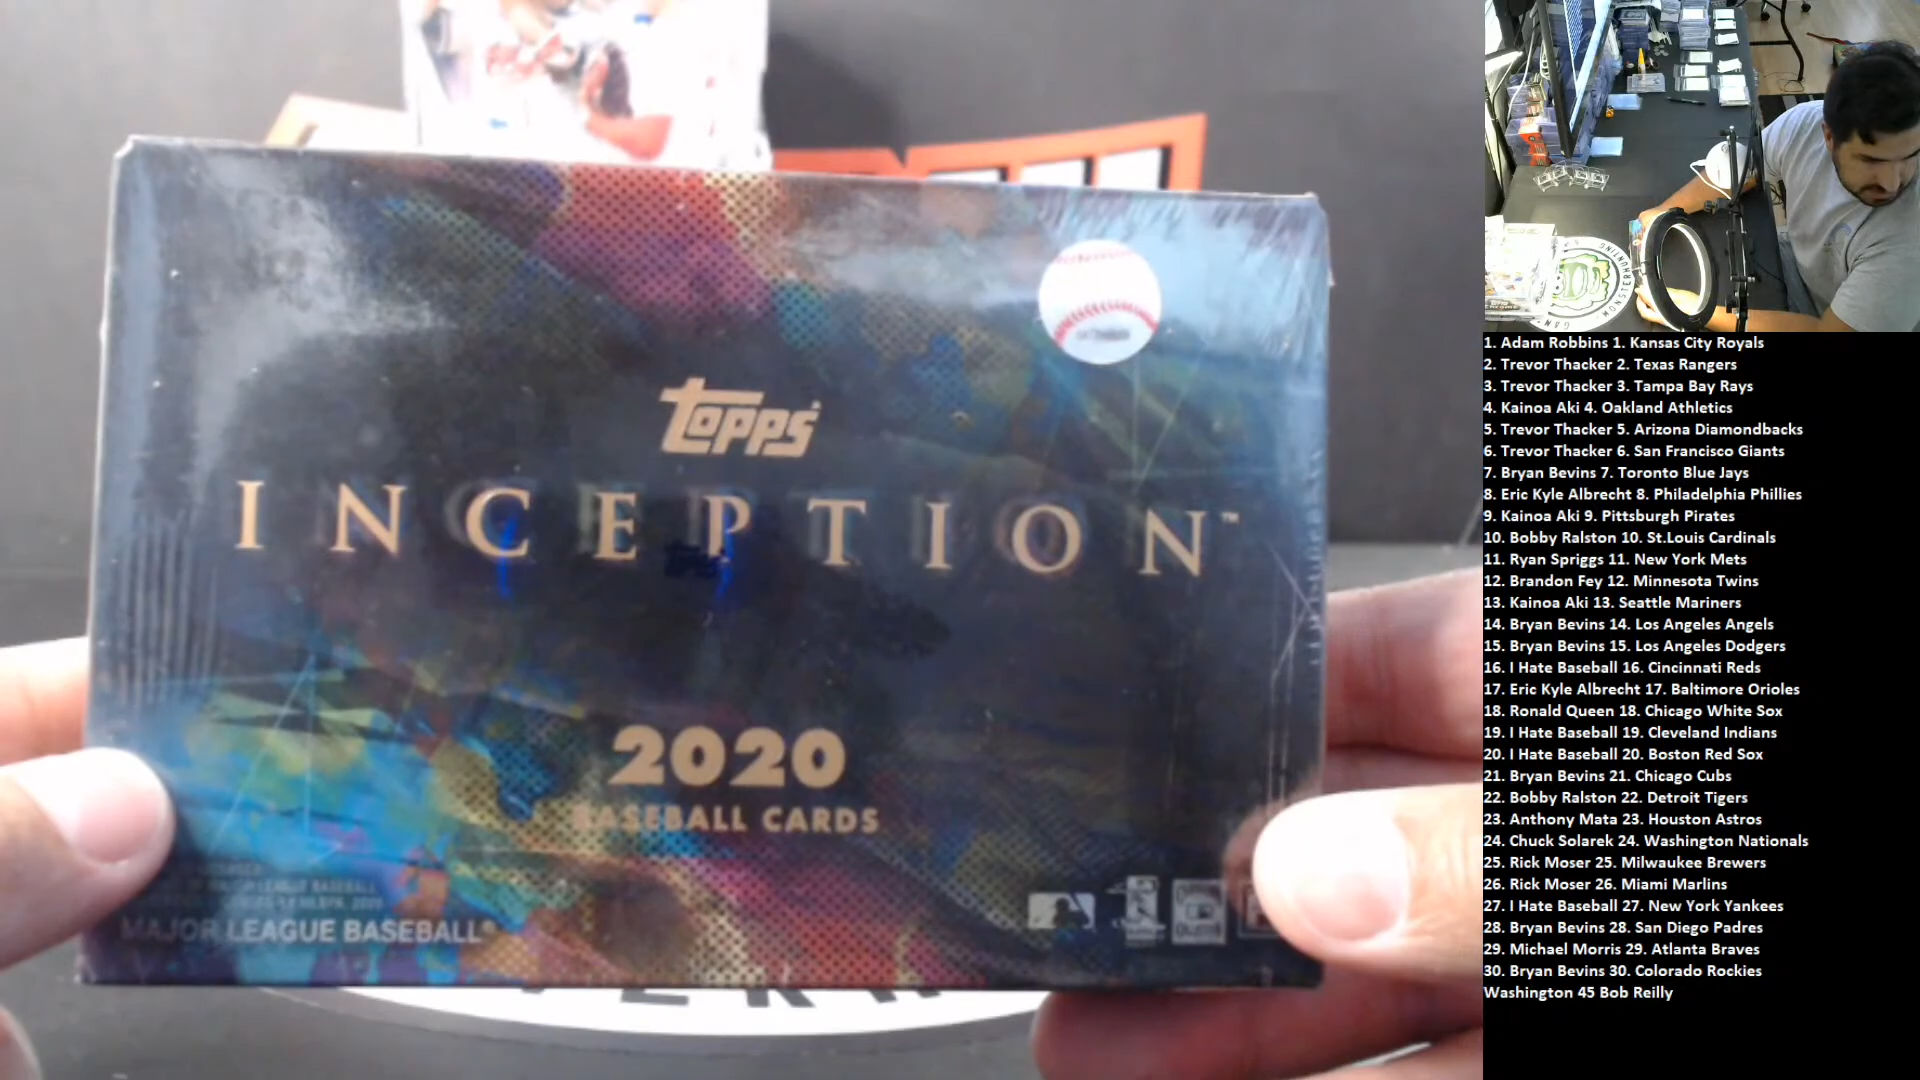 topps
INCEPTION™
2020
BASEBALL CARDS
MAJOR LEAGUE BASEBALL
MAJOR LEAGUE BASEBALL®
1. Adam Robbins 1. Kansas City Royals
2. Trevor Thacker 2. Texas Rangers
3. Trevor Thacker 3. Tampa Bay Rays
4. Kainoa Aki 4. Oakland Athletics
5. Trevor Thacker 5. Arizona Diamondbacks
6. Trevor Thacker 6. San Francisco Giants
7. Bryan Bevins 7. Toronto Blue Jays
8. Eric Kyle Albrecht 8. Philadelphia Phillies
9. Kainoa Aki 9. Pittsburgh Pirates
10. Bobby Ralston 10. St.Louis Cardinals
11. Ryan Spriggs 11. New York Mets
12. Brandon Fey 12. Minnesota Twins
13. Kainoa Aki 13. Seattle Mariners
14. Bryan Bevins 14. Los Angeles Angels
15. Bryan Bevins 15. Los Angeles Dodgers
16. I Hate Baseball 16. Cincinnati Reds
17. Eric Kyle Albrecht 17. Baltimore Orioles
18. Ronald Queen 18. Chicago White Sox
19. I Hate Baseball 19. Cleveland Indians
20. I Hate Baseball 20. Boston Red Sox
21. Bryan Bevins 21. Chicago Cubs
22. Bobby Ralston 22. Detroit Tigers
23. Anthony Mata 23. Houston Astros
24. Chuck Solarek 24. Washington Nationals
25. Rick Moser 25. Milwaukee Brewers
26. Rick Moser 26. Miami Marlins
27. I Hate Baseball 27. New York Yankees
28. Bryan Bevins 28. San Diego Padres
29. Michael Morris 29. Atlanta Braves
30. Bryan Bevins 30. Colorado Rockies
Washington 45 Bob Reilly